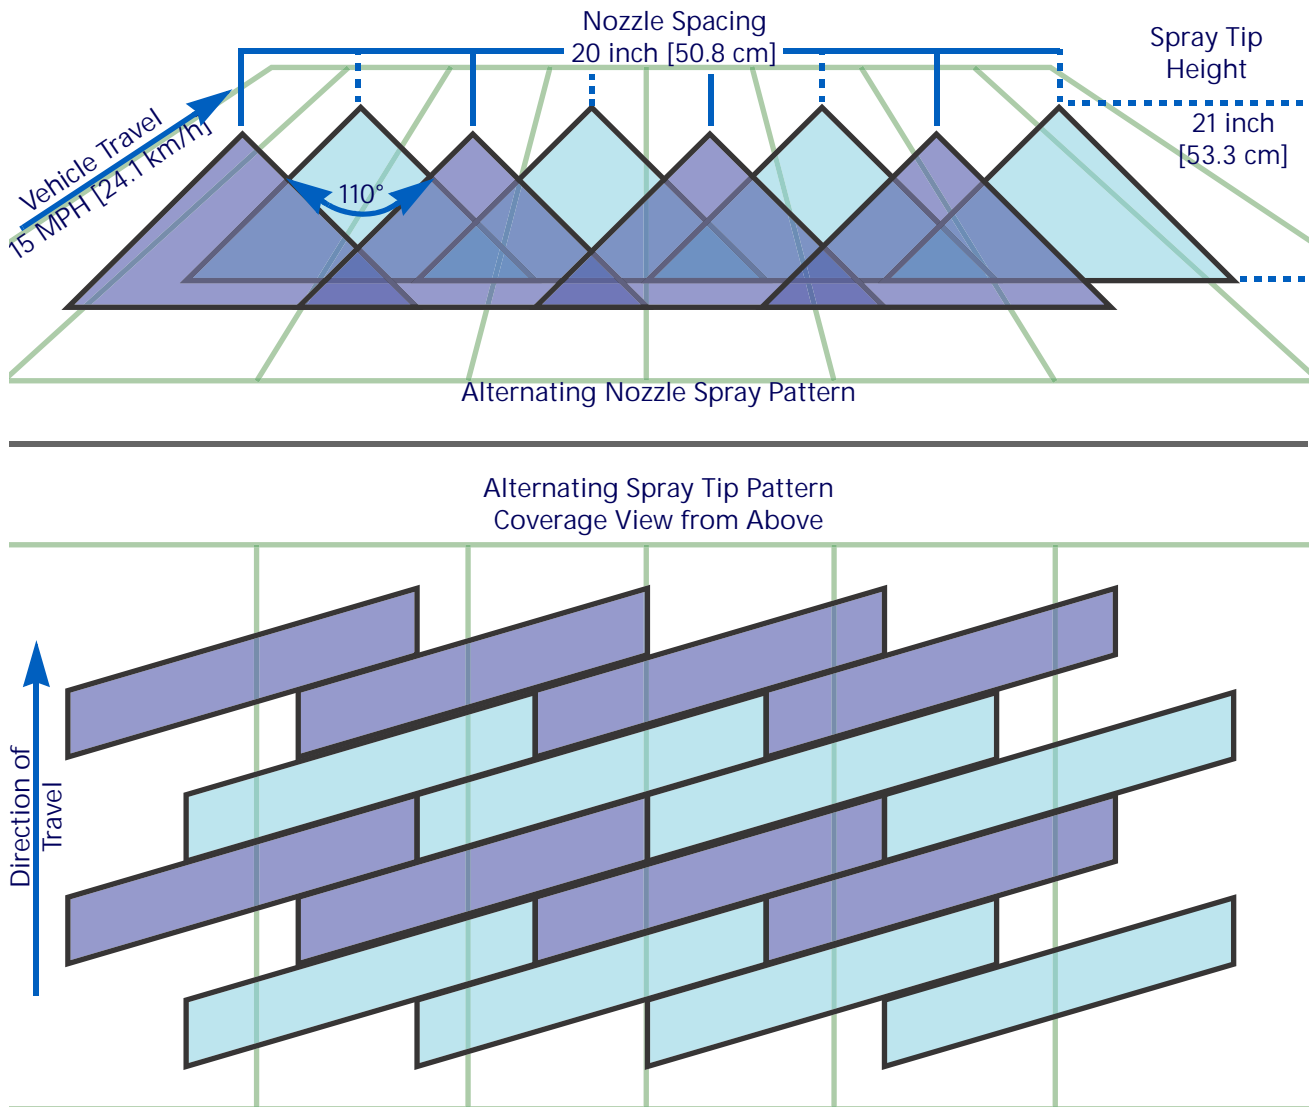 Nozzle Spacing
20 inch [50.8 cm]
Spray Tip
Height
21 inch
[53.3 cm]
Vehicle Travel
15 MPH [24.1 km/h]
110°
Alternating Nozzle Spray Pattern
Alternating Spray Tip Pattern
Coverage View from Above
Direction of
Travel